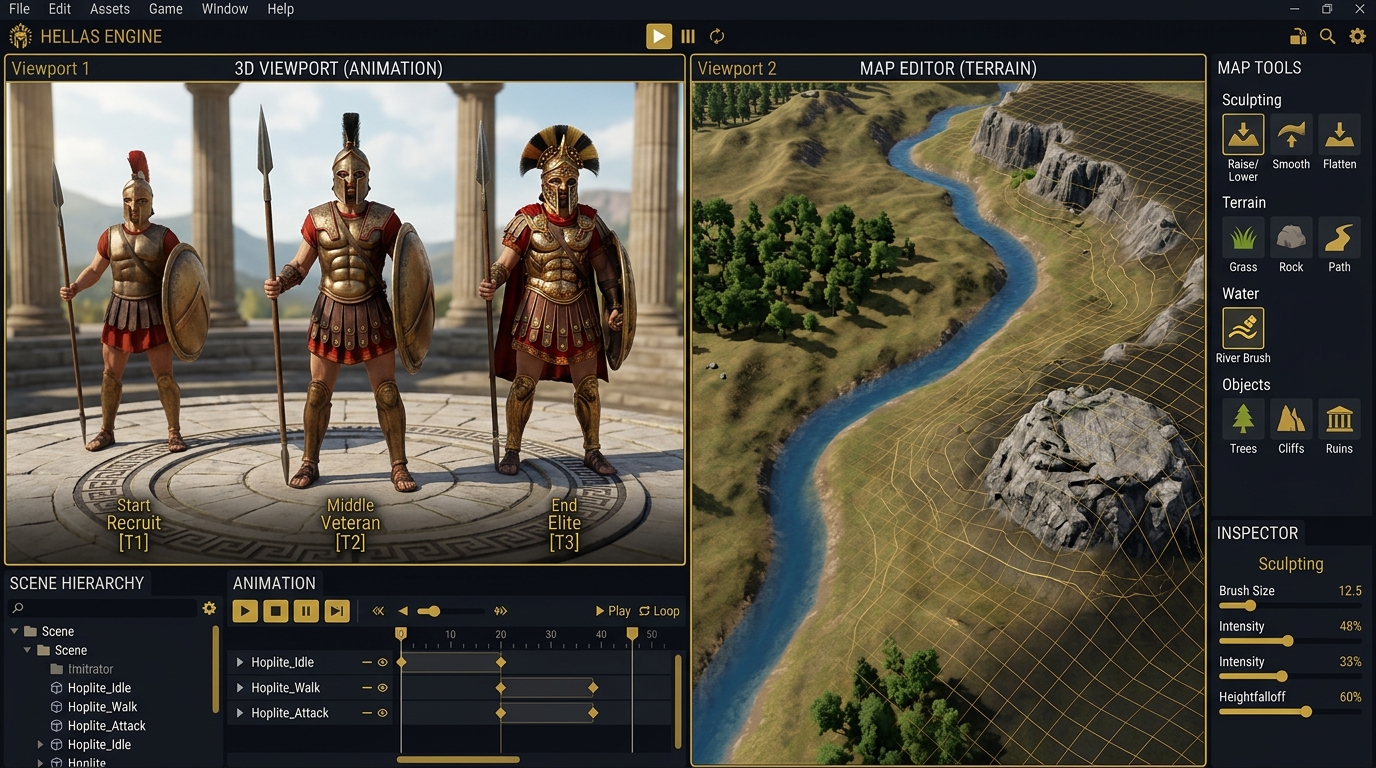 FIle Edit Assets Game WIndow Help
HELLAS ENGINE
Viewport 1 3D VIEWPORT (ANIMATION)
Viewport 2 MAP EDITOR (TERRAIN)
MAP TOOLS
Sculpting
Raise/ Smooth Flatten
Lower
Terrain
Grass Rock Path
Water
River Brush
Objects
Trees Cliffs Ruins
Start
Recruit
[T1]
Middle
Veteran
[T2]
End
Elite
[T3]
SCENE HIERARCHY
Scene
Scene
Hoplite_Idle
Hoplite_Walk
Hoplite_Attack
Hoplite_Idle
ANIMATION
Play Loop
10 20 30 40 50
Hoplite_Idle
Hoplite_Walk
Hoplite_Attack
INSPECTOR
Sculpting
Brush Size 12.5
Intensity 48%
Intensity 33%
Heightfalloff 60%